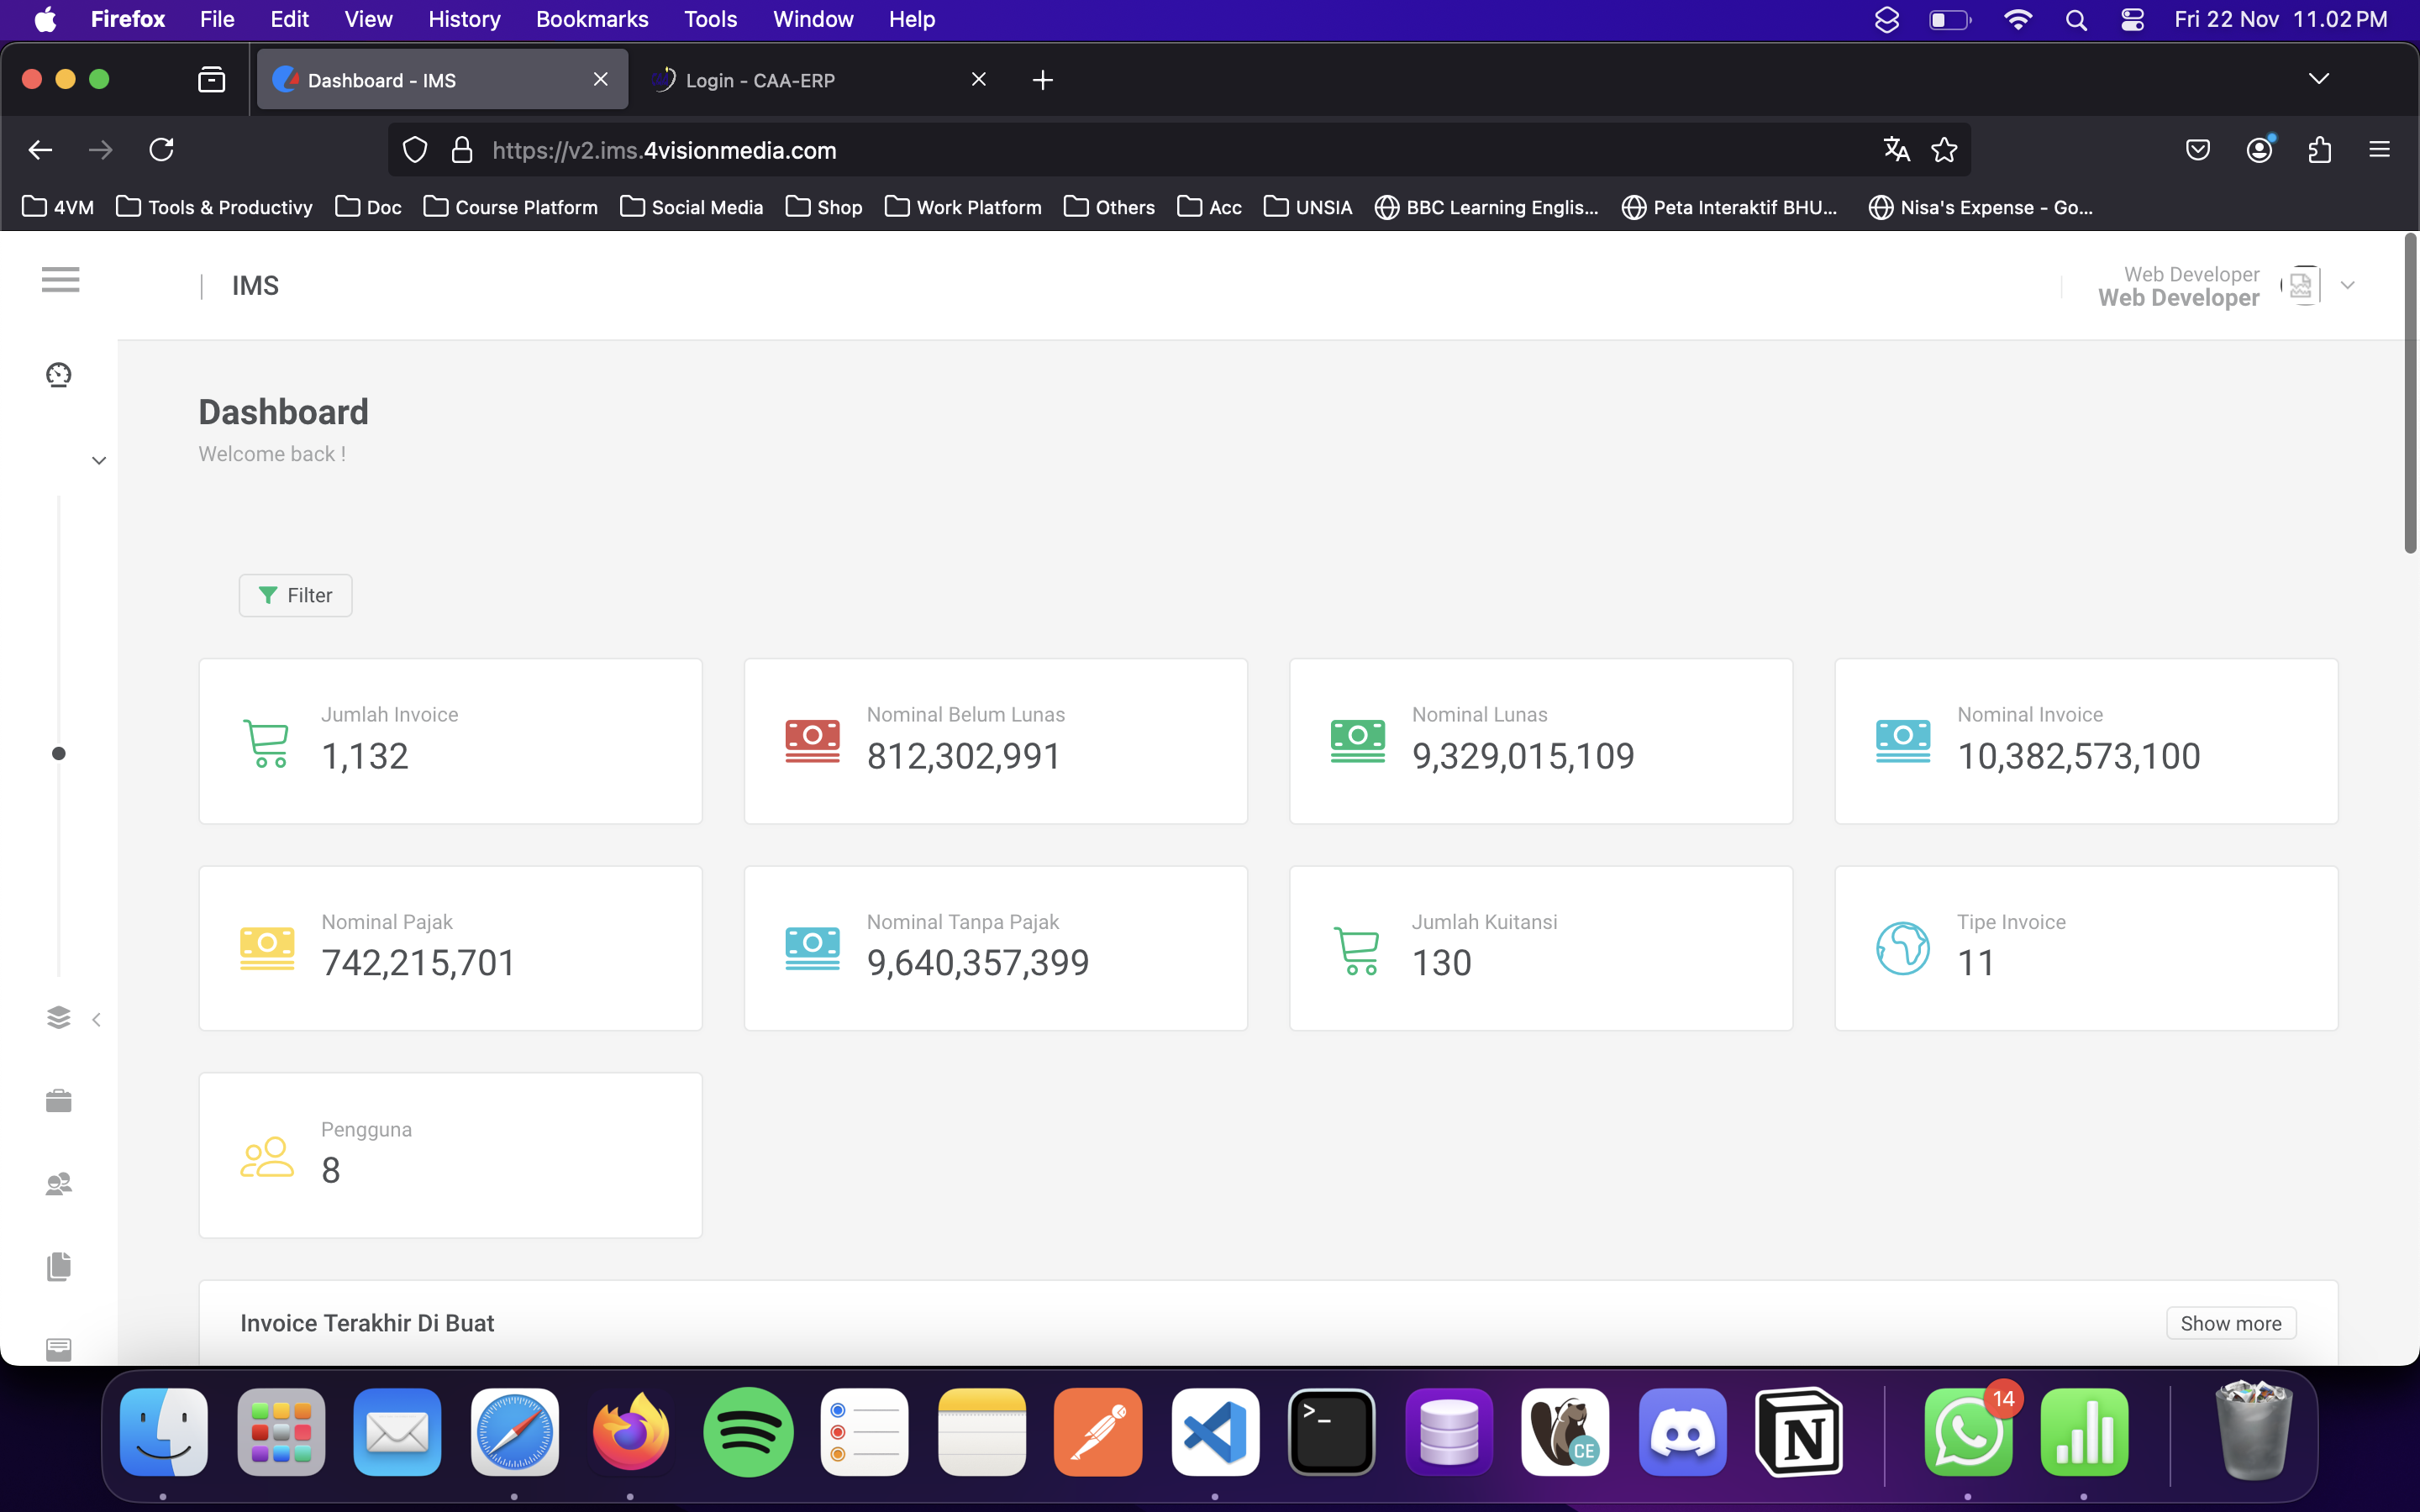 Firefox File Edit View History Bookmarks Tools Window Help Fri 22 Nov 11.02 PM
Dashboard - IMS Login - CAA-ERP
https://v2.ims.4visionmedia.com
4VM Tools & Productivy Doc Course Platform Social Media Shop Work Platform Others Acc UNSIA BBC Learning Englis... Peta Interaktif BHU... Nisa's Expense - Go...
IMS
Web Developer
Web Developer
Dashboard
Welcome back !
Filter
Jumlah Invoice
1,132
Nominal Belum Lunas
812,302,991
Nominal Lunas
9,329,015,109
Nominal Invoice
10,382,573,100
Nominal Pajak
742,215,701
Nominal Tanpa Pajak
9,640,357,399
Jumlah Kuitansi
130
Tipe Invoice
11
Pengguna
8
Invoice Terakhir Di Buat
Show more
>_
CE
N
14